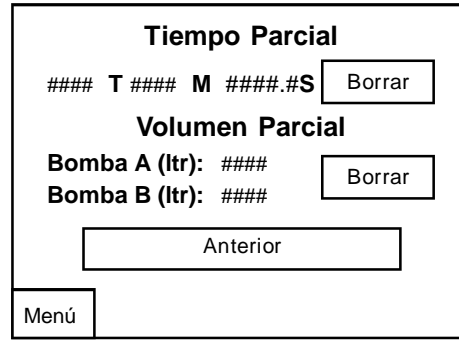 Tiempo Parcial
#### T #### M ####.#S Borrar
Volumen Parcial
Bomba A (ltr): ####
Borrar
Bomba B (ltr): ####
Anterior
Menú